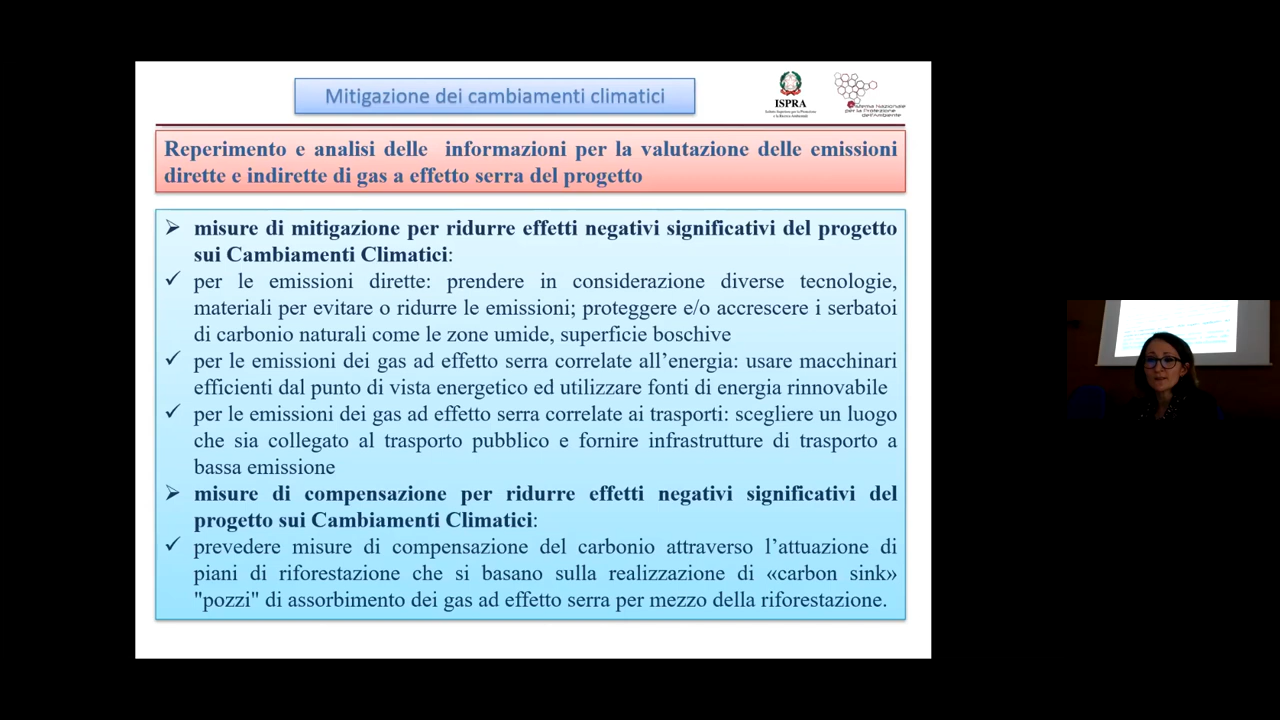 Mitigazione dei cambiamenti climatici
ISPRA
Istituto Superiore per la Protezione
e la Ricerca Ambientale
Sistema Nazionale
per la Protezione
dell'Ambiente
Reperimento e analisi delle informazioni per la valutazione delle emissioni
dirette e indirette di gas a effetto serra del progetto
➢ misure di mitigazione per ridurre effetti negativi significativi del progetto
sui Cambiamenti Climatici:
✓ per le emissioni dirette: prendere in considerazione diverse tecnologie,
materiali per evitare o ridurre le emissioni; proteggere e/o accrescere i serbatoi
di carbonio naturali come le zone umide, superficie boschive
✓ per le emissioni dei gas ad effetto serra correlate all’energia: usare macchinari
efficienti dal punto di vista energetico ed utilizzare fonti di energia rinnovabile
✓ per le emissioni dei gas ad effetto serra correlate ai trasporti: scegliere un luogo
che sia collegato al trasporto pubblico e fornire infrastrutture di trasporto a
bassa emissione
➢ misure di compensazione per ridurre effetti negativi significativi del
progetto sui Cambiamenti Climatici:
✓ prevedere misure di compensazione del carbonio attraverso l’attuazione di
piani di riforestazione che si basano sulla realizzazione di «carbon sink»
"pozzi" di assorbimento dei gas ad effetto serra per mezzo della riforestazione.